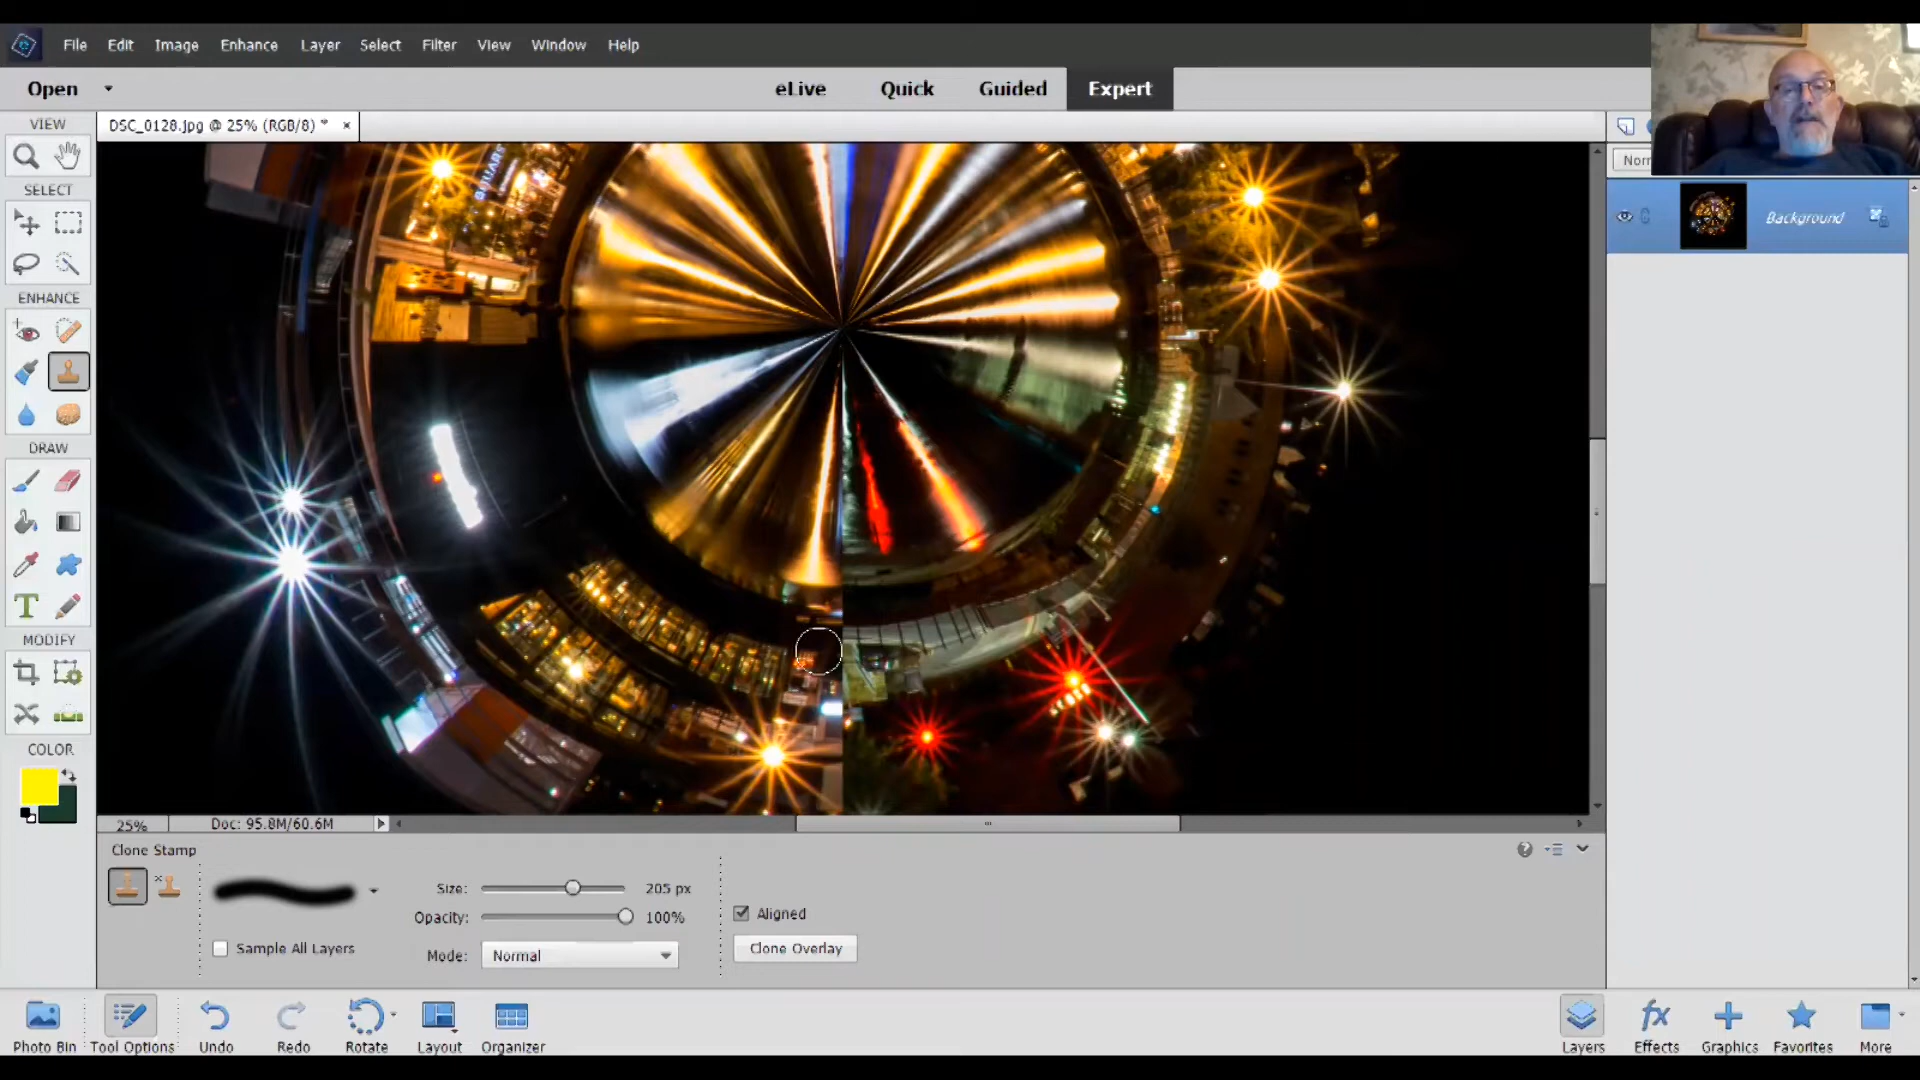 File Edit Image Enhance Layer Select Filter View Window Help
Open eLive Quick Guided Expert
VIEW
DSC_0128.jpg @ 25% (RGB/8) * ×
SELECT
Background
ENHANCE
DRAW
T
MODIFY
COLOR
25% Doc: 95.8M/60.6M
Clone Stamp
Size: 205 px
Opacity: 100%
Aligned
Sample All Layers
Mode: Normal
Clone Overlay
fx
Photo Bin Tool Options Undo Redo Rotate Layout Organizer Layers Effects Graphics Favorites More